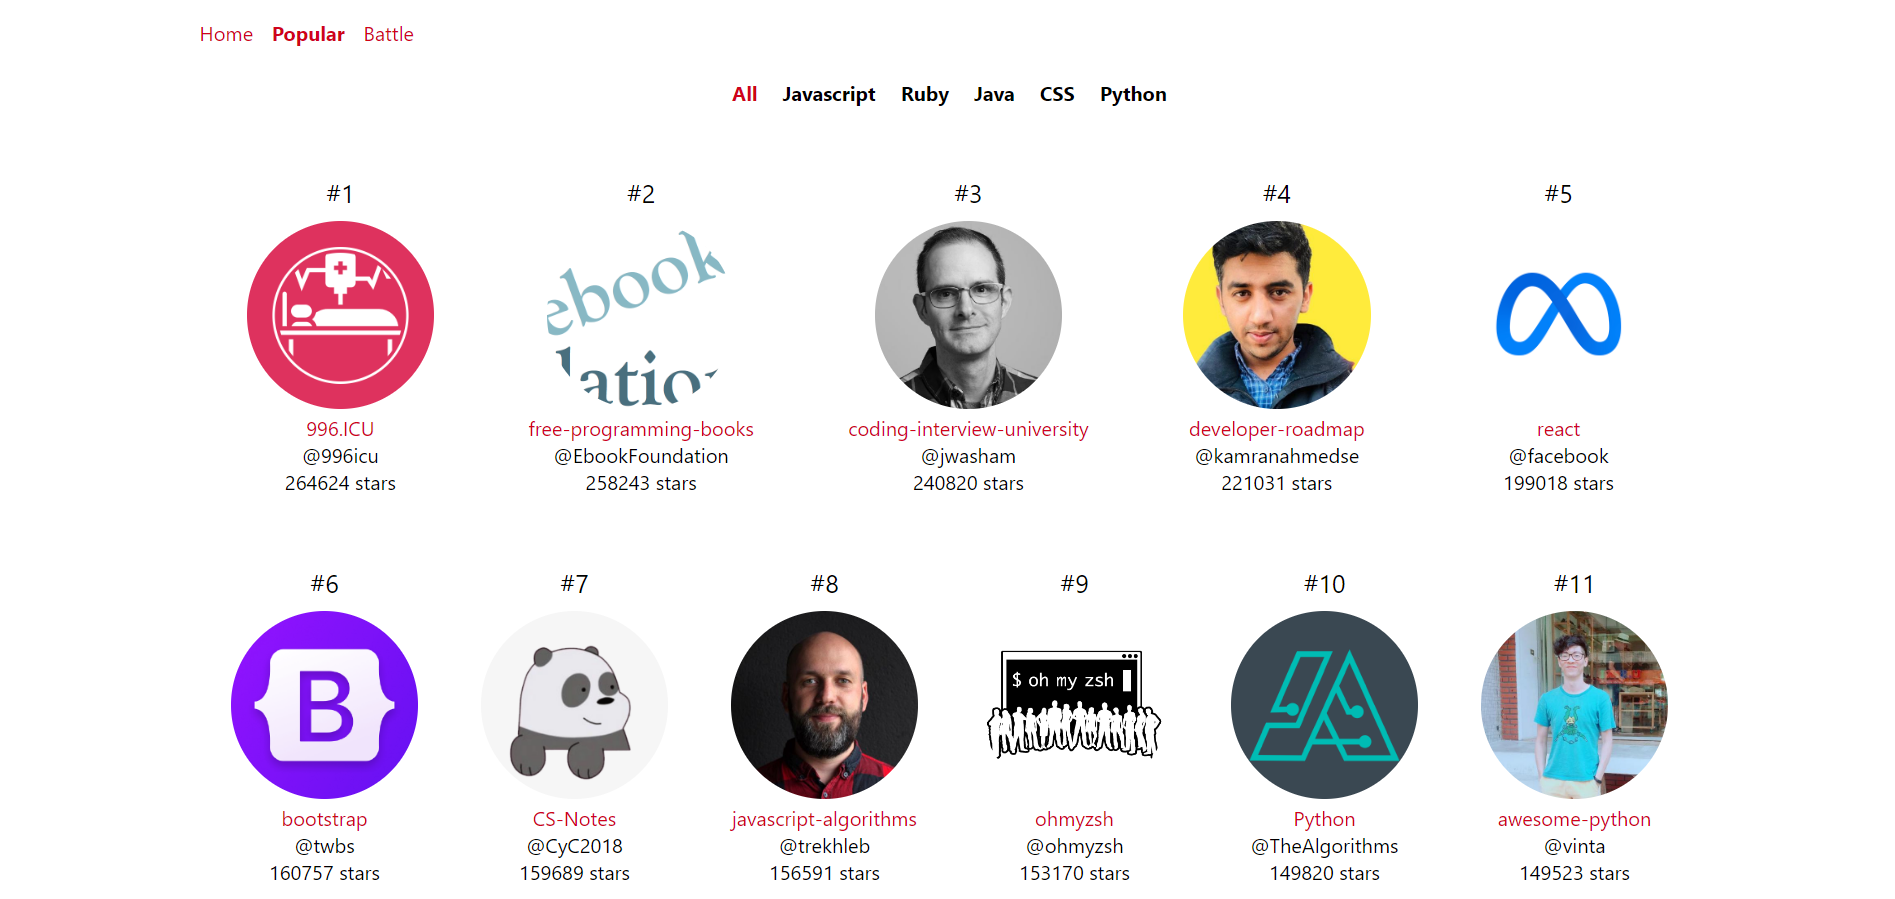 Home Popular Battle
All Javascript Ruby Java CSS Python
#1
996.ICU
@996icu
264624 stars
#2
ebook
dation
free-programming-books
@EbookFoundation
258243 stars
#3
coding-interview-university
@jwasham
240820 stars
#4
developer-roadmap
@kamranahmedse
221031 stars
#5
react
@facebook
199018 stars
#6
B
bootstrap
@twbs
160757 stars
#7
CS-Notes
@CyC2018
159689 stars
#8
javascript-algorithms
@trekhleb
156591 stars
#9
$ oh my zsh
ohmyzsh
@ohmyzsh
153170 stars
#10
Python
@TheAlgorithms
149820 stars
#11
awesome-python
@vinta
149523 stars